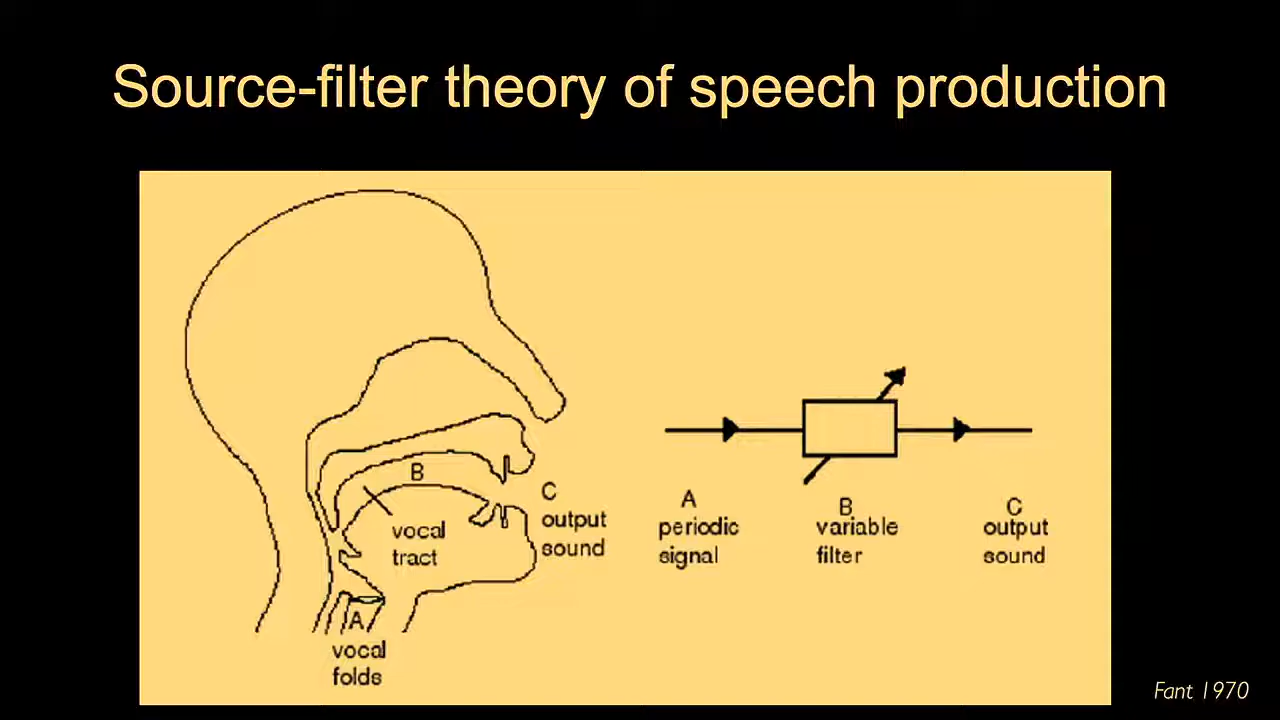 Source-filter theory of speech production
B
vocal
tract
A
vocal
folds
C
output
sound
A
periodic
signal
B
variable
filter
C
output
sound
Fant 1970